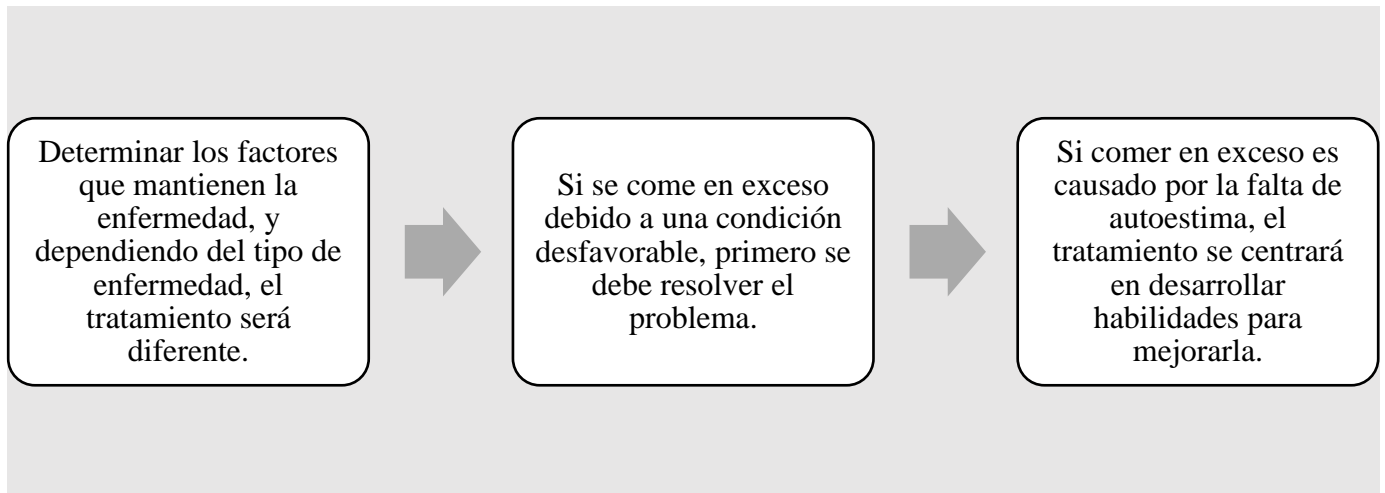 Determinar los factores
que mantienen la
enfermedad, y
dependiendo del tipo de
enfermedad, el
tratamiento será
diferente.
Si se come en exceso
debido a una condición
desfavorable, primero se
debe resolver el
problema.
Si comer en exceso es
causado por la falta de
autoestima, el
tratamiento se centrará
en desarrollar
habilidades para
mejorarla.